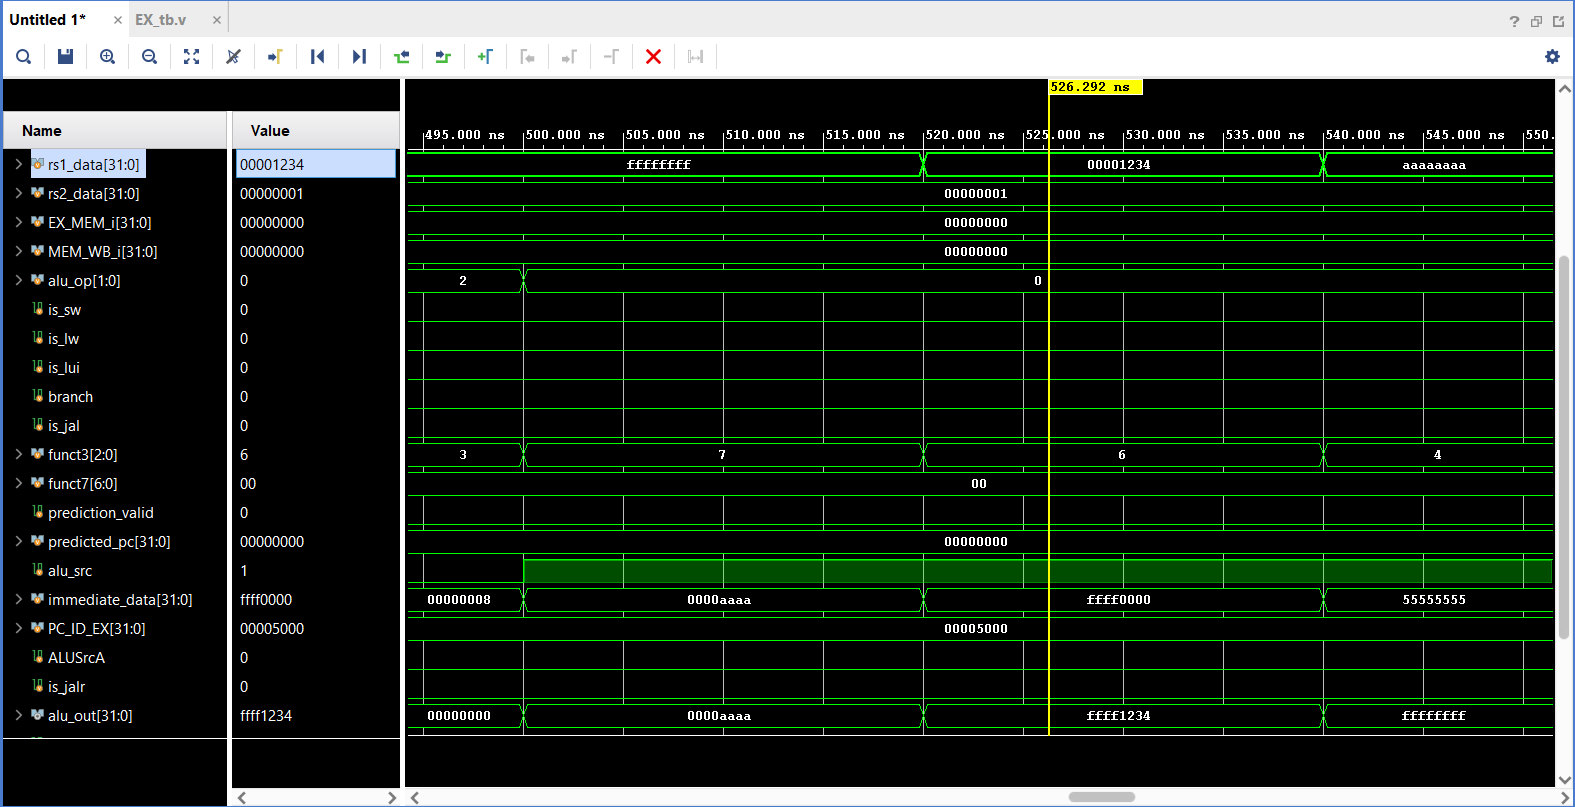 Untitled 1* × EX_tb.v ×
?
526.292 ns
Name Value
495.000 ns 500.000 ns 505.000 ns 510.000 ns 515.000 ns 520.000 ns 525.000 ns 530.000 ns 535.000 ns 540.000 ns 545.000 ns 550.
rs1_data[31:0] 00001234 ffffffff 00001234 aaaaaaaa
rs2_data[31:0] 00000001 00000001
EX_MEM_i[31:0] 00000000 00000000
MEM_WB_i[31:0] 00000000 00000000
alu_op[1:0] 0 2 0
is_sw 0
is_lw 0
is_lui 0
branch 0
is_jal 0
funct3[2:0] 6 3 7 6 4
funct7[6:0] 00 00
prediction_valid 0
predicted_pc[31:0] 00000000 00000000
alu_src 1
immediate_data[31:0] ffff0000 00000008 0000aaaa ffff0000 55555555
PC_ID_EX[31:0] 00005000 00005000
ALUSrcA 0
is_jalr 0
alu_out[31:0] ffff1234 00000000 0000aaaa ffff1234 ffffffff